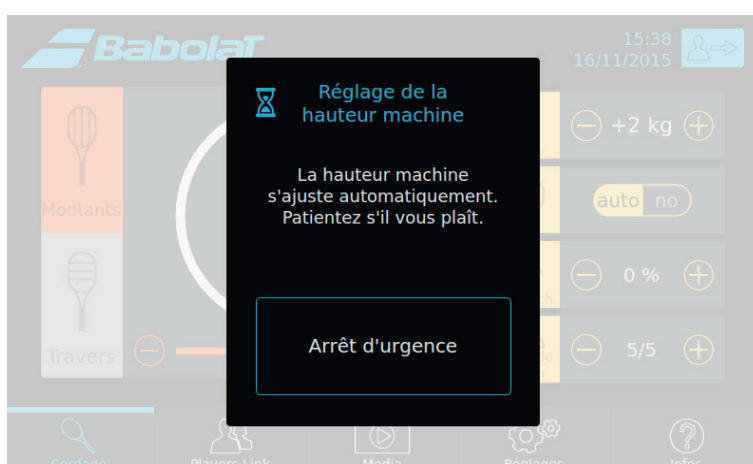 BabolaT
15:38
16/11/2015
Réglage de la
hauteur machine
La hauteur machine
s'ajuste automatiquement.
Patientez s'il vous plaît.
Arrêt d'urgence
Montants
Travers
+2 kg
auto no
0 %
5/5
Cordage
Players Link
Media
Réglages
Infos